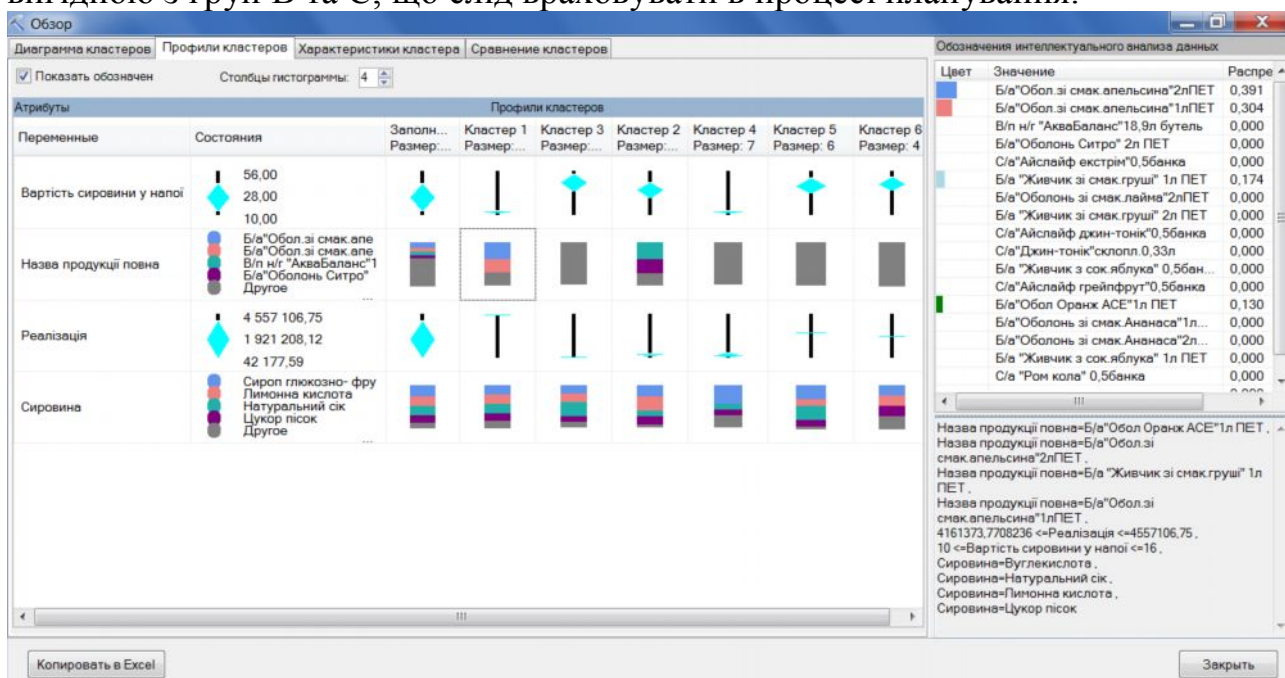 вигідною з груп В та С, що слід враховувати в процесі планування.
Обзор
Диаграмма кластеров Профили кластеров Характеристики кластера Сравнение кластеров
Показать обозначен Столбцы гистограммы: 4
Атрибуты Профили кластеров
Переменные Состояния Заполн... Кластер 1 Кластер 3 Кластер 2 Кластер 4 Кластер 5 Кластер 6
Размер:... Размер:... Размер:... Размер:... Размер: 7 Размер: 6 Размер: 4
Вартість сировини у напої
56,00
28,00
10,00
Назва продукції повна
Б/а"Обол.зі смак.апе
Б/а"Обол.зі смак.апе
В/п н/г "АкваБаланс"1
Б/а"Оболонь Ситро"
Другое
...
Реалізація
4 557 106,75
1 921 208,12
42 177,59
Сировина
Сироп глюкозно- фру
Лимонна кислота
Натуральний сік
Цукор пісок
Другое
...
Обозначения интеллектуального анализа данных
Цвет Значение Распре
Б/а"Обол.зі смак.апельсина"2лПЕТ 0,391
Б/а"Обол.зі смак.апельсина"1лПЕТ 0,304
В/п н/г "АкваБаланс"18,9л бутель 0,000
Б/а"Оболонь Ситро" 2л ПЕТ 0,000
С/а"Айслайф екстрім"0,5банка 0,000
Б/а "Живчик зі смак.груші" 1л ПЕТ 0,174
Б/а"Оболонь зі смак.лайма"2лПЕТ 0,000
Б/а "Живчик зі смак.груші" 2л ПЕТ 0,000
С/а"Айслайф джин-тонік"0,5банка 0,000
С/а"Джин-тонік"склопл.0,33л 0,000
Б/а "Живчик з сок.яблука" 0,5бан... 0,000
С/а"Айслайф грейпфрут"0,5банка 0,000
Б/а"Обол Оранж АСЕ"1л ПЕТ 0,130
Б/а"Оболонь зі смак.Ананаса"1л... 0,000
Б/а"Оболонь зі смак.Ананаса"2л... 0,000
Б/а "Живчик з сок.яблука" 1л ПЕТ 0,000
С/а "Ром кола" 0,5банка 0,000
Назва продукції повна=Б/а"Обол Оранж АСЕ"1л ПЕТ ,
Назва продукції повна=Б/а"Обол.зі
смак.апельсина"2лПЕТ ,
Назва продукції повна=Б/а "Живчик зі смак.груші" 1л
ПЕТ ,
Назва продукції повна=Б/а"Обол.зі
смак.апельсина"1лПЕТ ,
4161373,7708236 <=Реалізація <=4557106,75 ,
10 <=Вартість сировини у напої <=16 ,
Сировина=Вуглекислота ,
Сировина=Натуральний сік ,
Сировина=Лимонна кислота ,
Сировина=Цукор пісок
Копировать в Excel Закрыть